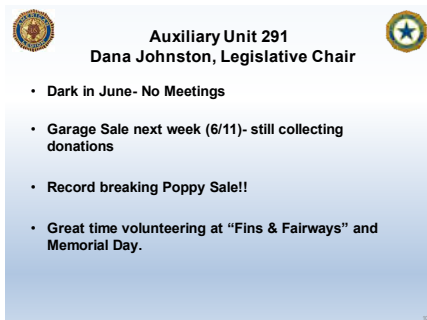 Auxiliary Unit 291
Dana Johnston, Legislative Chair
• Dark in June- No Meetings
• Garage Sale next week (6/11)- still collecting
donations
• Record breaking Poppy Sale!!
• Great time volunteering at “Fins & Fairways” and
Memorial Day.